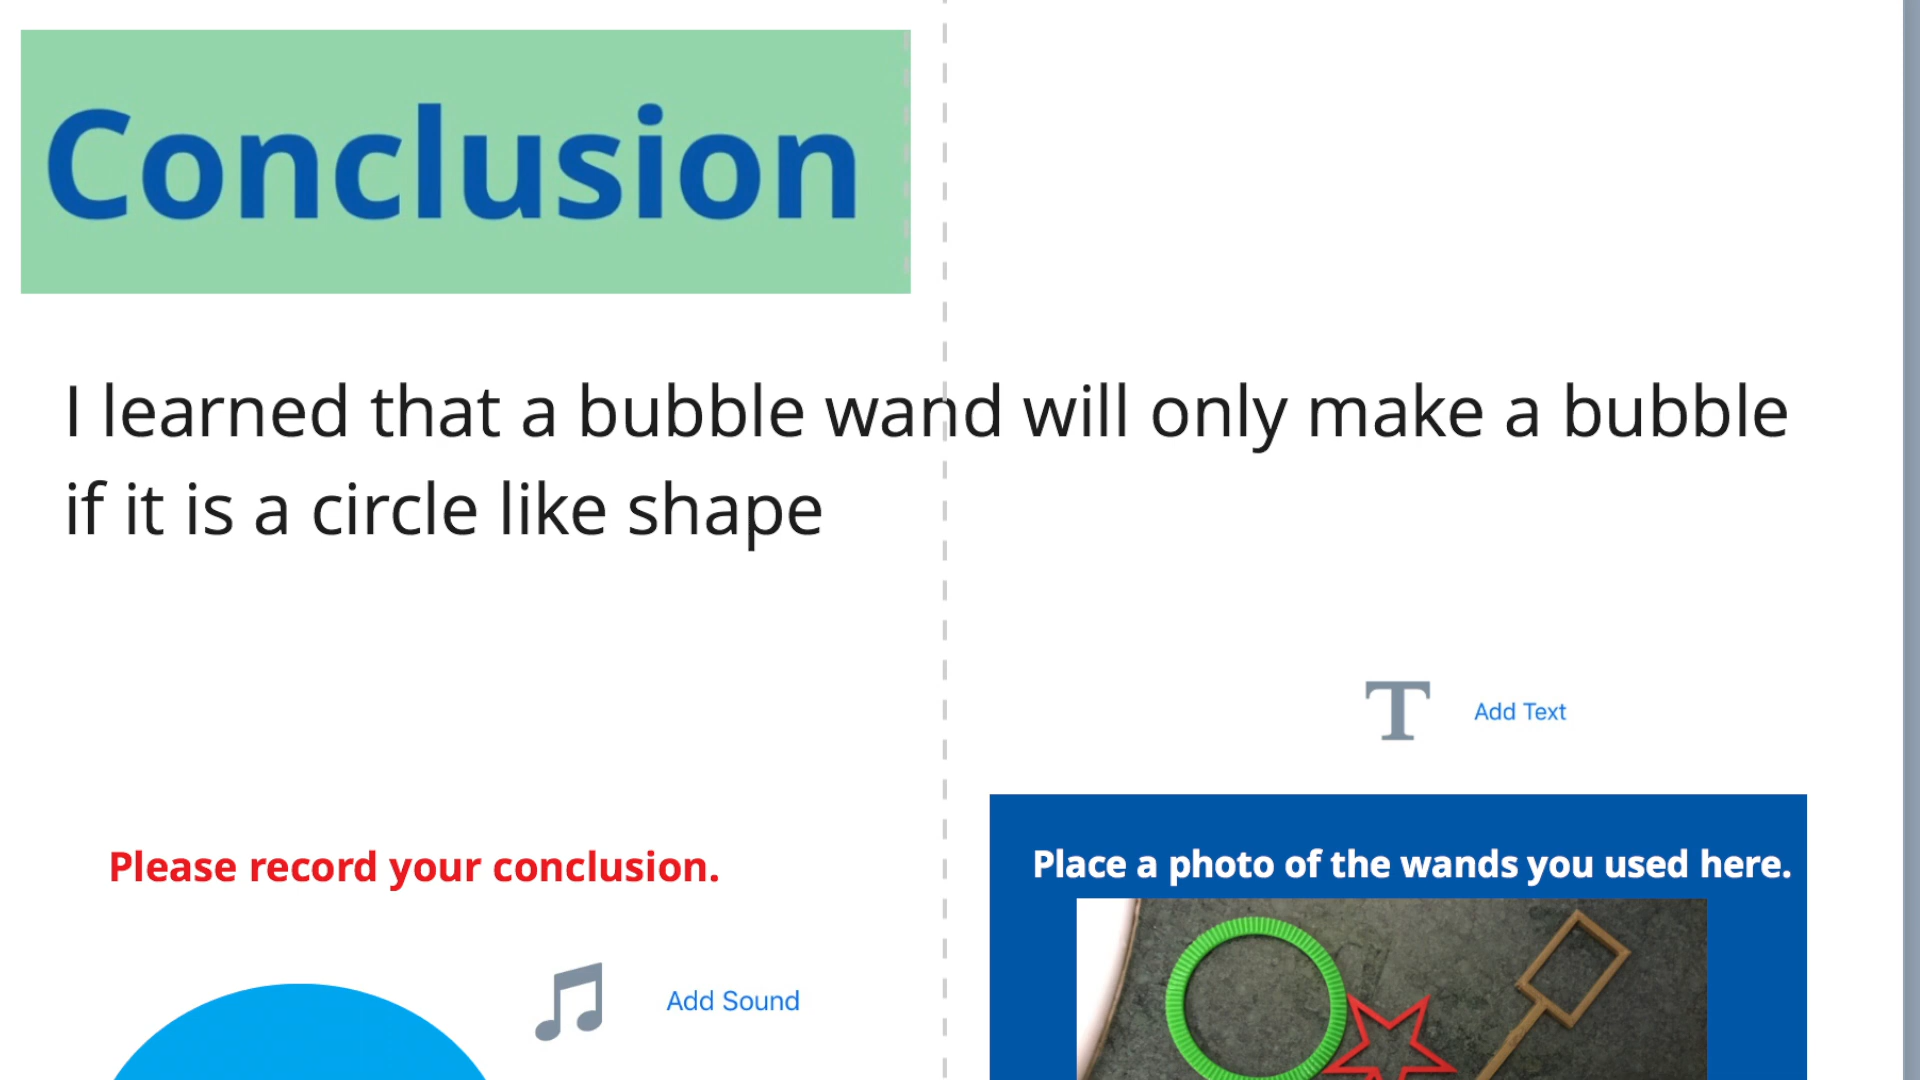 Conclusion
I learned that a bubble wand will only make a bubble
if it is a circle like shape
T Add Text
Please record your conclusion.
Place a photo of the wands you used here.
Add Sound